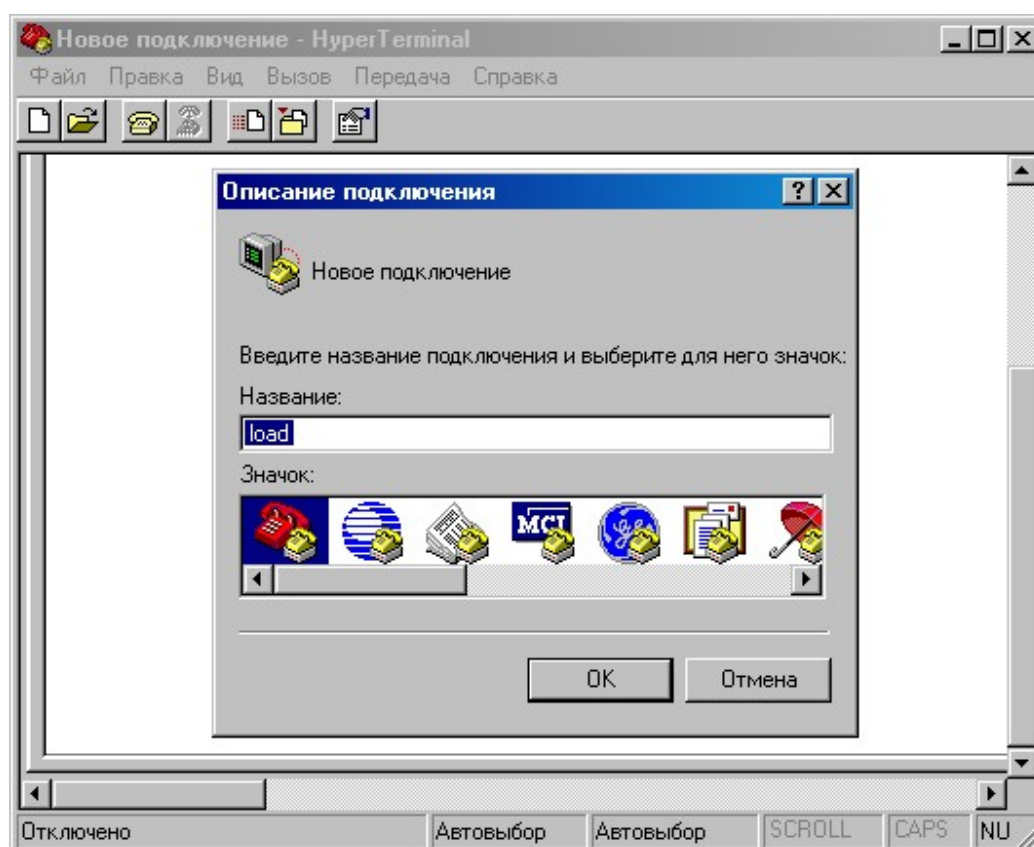 Новое подключение - HyperTerminal
Файл Правка Вид Вызов Передача Справка
Описание подключения
Новое подключение
Введите название подключения и выберите для него значок:
Название:
load
Значок:
MCI
OK Отмена
Отключено Автовыбор Автовыбор SCROLL CAPS NU